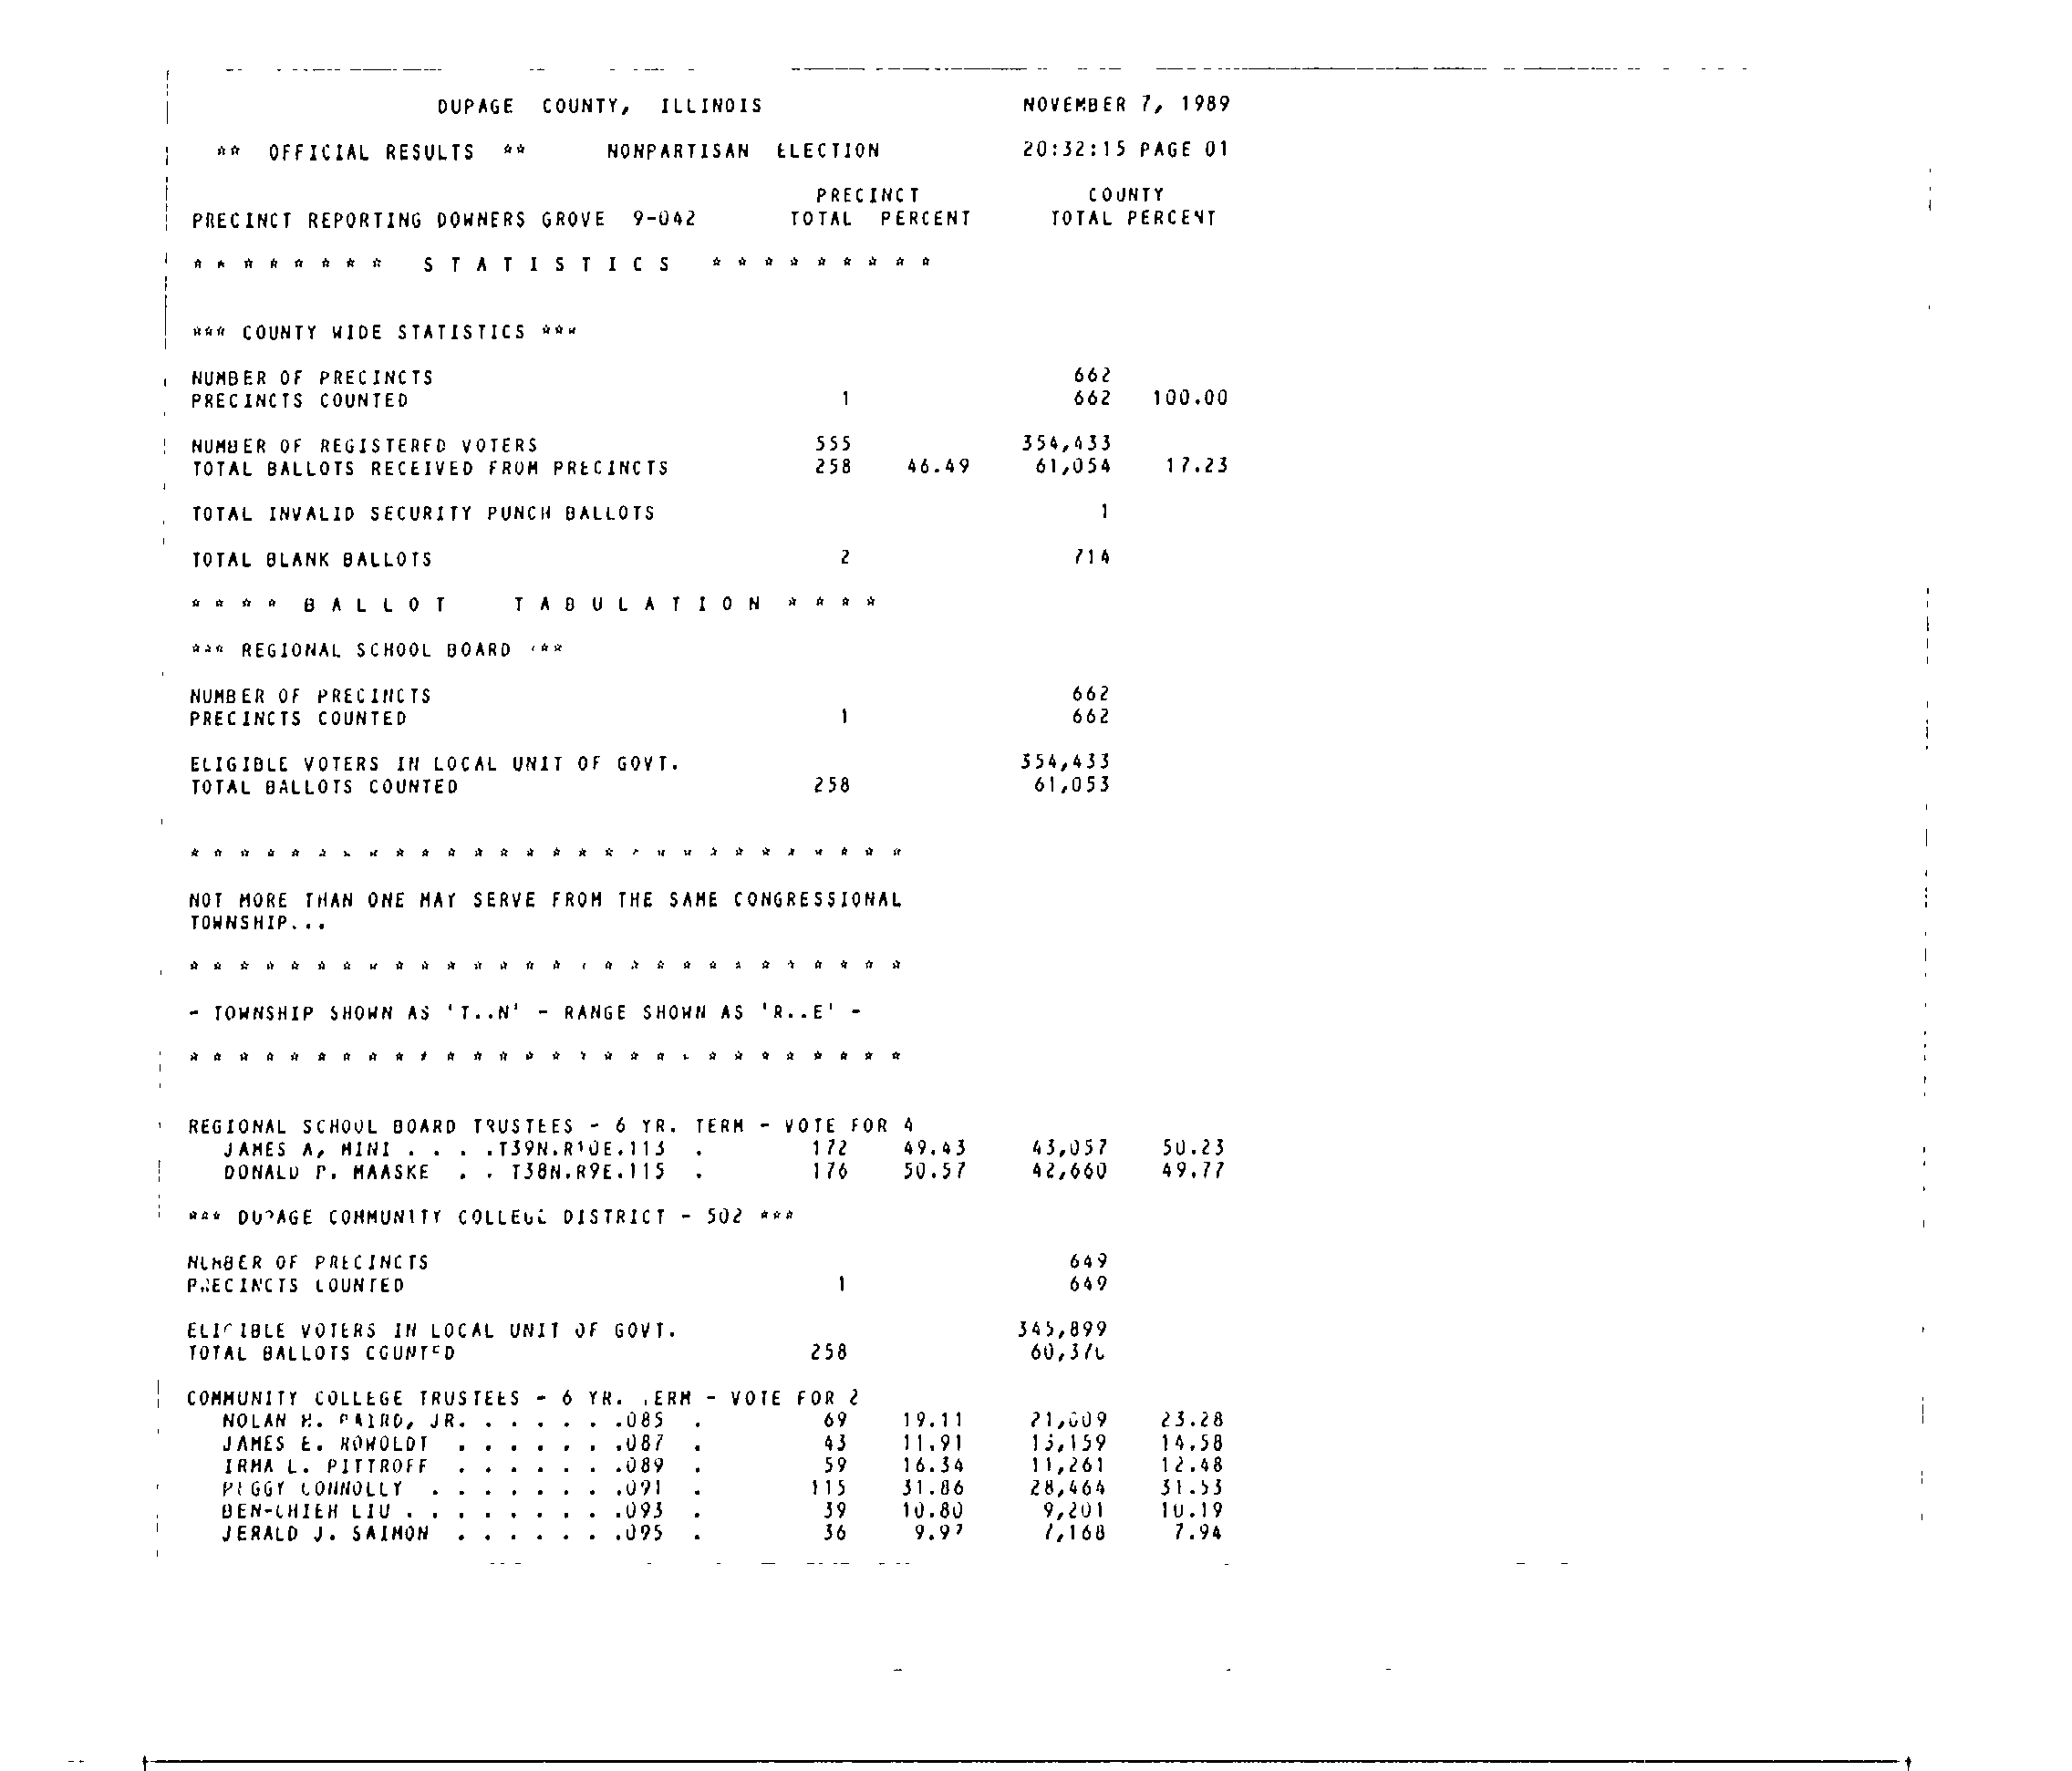 DUPAGE COUNTY, ILLINOIS NOVEMBER 7, 1989
** OFFICIAL RESULTS ** NONPARTISAN ELECTION 20:32:15 PAGE 01
PRECINCT COUNTY
PRECINCT REPORTING DOWNERS GROVE 9-042 TOTAL PERCENT TOTAL PERCENT
* * * * * * * * S T A T I S T I C S * * * * * * * * *
*** COUNTY WIDE STATISTICS ***
NUMBER OF PRECINCTS 662
PRECINCTS COUNTED 1 662 100.00
NUMBER OF REGISTERED VOTERS 555 354,433
TOTAL BALLOTS RECEIVED FROM PRECINCTS 258 46.49 61,054 17.23
TOTAL INVALID SECURITY PUNCH BALLOTS 1
TOTAL BLANK BALLOTS 2 714
* * * * B A L L O T T A B U L A T I O N * * * *
*** REGIONAL SCHOOL BOARD ***
NUMBER OF PRECINCTS 662
PRECINCTS COUNTED 1 662
ELIGIBLE VOTERS IN LOCAL UNIT OF GOVT. 354,433
TOTAL BALLOTS COUNTED 258 61,053
* * * * * * * * * * * * * * * * * * * * * * * * * * * *
NOT MORE THAN ONE MAY SERVE FROM THE SAME CONGRESSIONAL
TOWNSHIP...
* * * * * * * * * * * * * * * * * * * * * * * * * * * *
- TOWNSHIP SHOWN AS 'T..N' - RANGE SHOWN AS 'R..E' -
* * * * * * * * * * * * * * * * * * * * * * * * * * * *
REGIONAL SCHOOL BOARD TRUSTEES - 6 YR. TERM - VOTE FOR 4
JAMES A. MINI . . . .T39N.R10E.113 . 172 49.43 43,057 50.23
DONALD P. MAASKE . . T38N.R9E.115 . 176 50.57 42,660 49.77
*** DUPAGE COMMUNITY COLLEGE DISTRICT - 502 ***
NUMBER OF PRECINCTS 649
PRECINCTS COUNTED 1 649
ELIGIBLE VOTERS IN LOCAL UNIT OF GOVT. 345,899
TOTAL BALLOTS COUNTED 258
COMMUNITY COLLEGE TRUSTEES - 6 YR. TERM - VOTE FOR 2
NOLAN BAIRD, JR. . . . . . .085 . 69 19.11 23.28
JAMES E. ROWOLDT . . . . . . .087 . 43 11.91 13,159 14.58
IRMA L. PITTROFF . . . . . . .089 . 59 16.34 11,261 12.48
PEGGY CONNOLLY . . . . . . . .091 . 115 31.86 28,464 31.53
BEN-CHIEH LIU . . . . . . . . .093 . 39 10.80 9,201 10.19
JERALD J. SAIMON . . . . . . .095 . 36 9.97 7,168 7.94